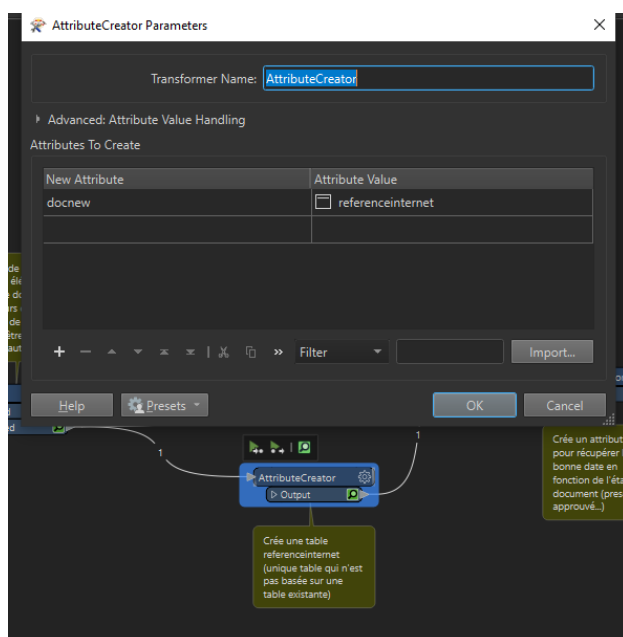 AttributeCreator Parameters
Transformer Name: AttributeCreator
Advanced: Attribute Value Handling
Attributes To Create
New Attribute Attribute Value
docnew referenceinternet
Filter Import...
Help Presets OK Cancel
1
1
AttributeCreator
Output
Crée une table
referenceinternet
(unique table qui n'est
pas basée sur une
table existante)
Crée un attribut
pour récupérer
bonne date en
fonction de l'éta
document (pres
approuvé...)